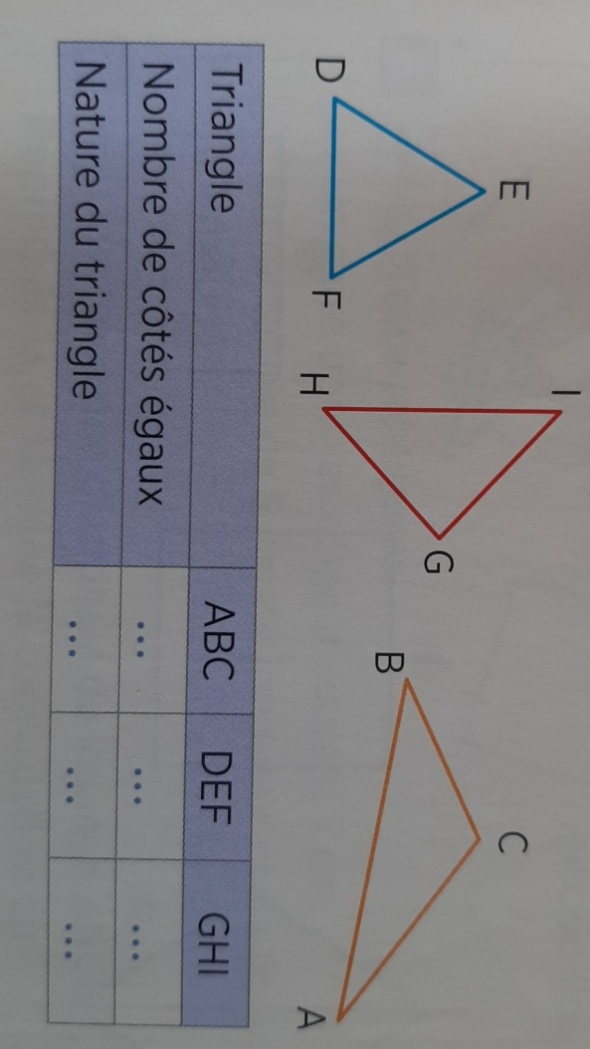 E
D
F
I
H
G
C
B
A
Triangle ABC DEF GHI
Nombre de côtés égaux ... ... ...
Nature du triangle ... ... ...